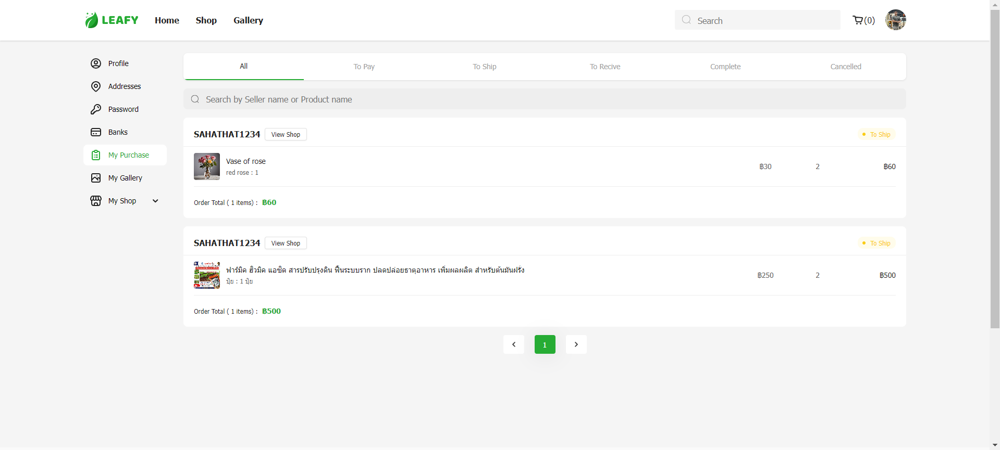 LEAFY Home Shop Gallery Search (0)
Profile
Addresses
Password
Banks
My Purchase
My Gallery
My Shop
All To Pay To Ship To Recive Complete Cancelled
Search by Seller name or Product name
SAHATHAT1234 View Shop To Ship
Vase of rose
red rose : 1
฿30 2 ฿60
Order Total ( 1 items) : ฿60
SAHATHAT1234 View Shop To Ship
ฟาร์มิค ฮิวมิค แอซิด สารปรับปรุงดิน ฟื้นระบบราก ปลดปล่อยธาตุอาหาร เพิ่มผลผลิต สำหรับต้นมันฝรั่ง
ปุ๋ย : 1 ปุ๋ย
฿250 2 ฿500
Order Total ( 1 items) : ฿500
1